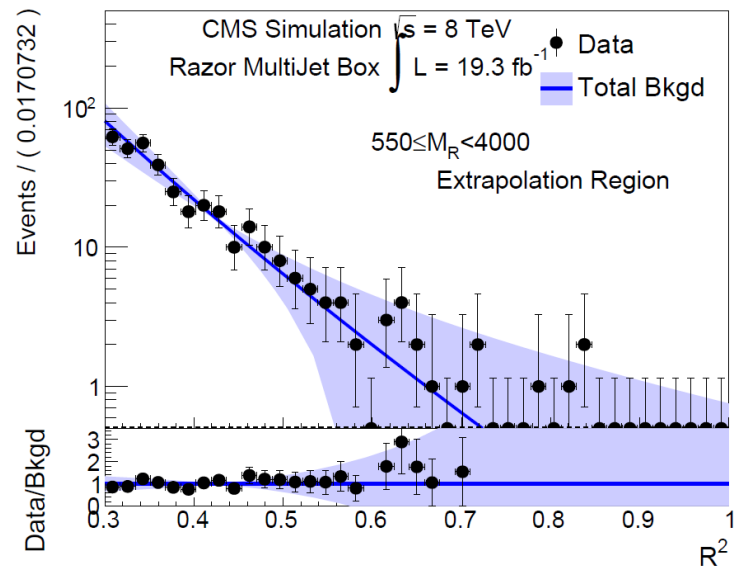 CMS Simulation √s = 8 TeV
Razor MultiJet Box ∫ L = 19.3 fb⁻¹
Data
Total Bkgd
550≤M_R<4000
Extrapolation Region
Events / ( 0.0170732 )
10²
10
1
Data/Bkgd
3
2
1
0
0.3 0.4 0.5 0.6 0.7 0.8 0.9 1
R²